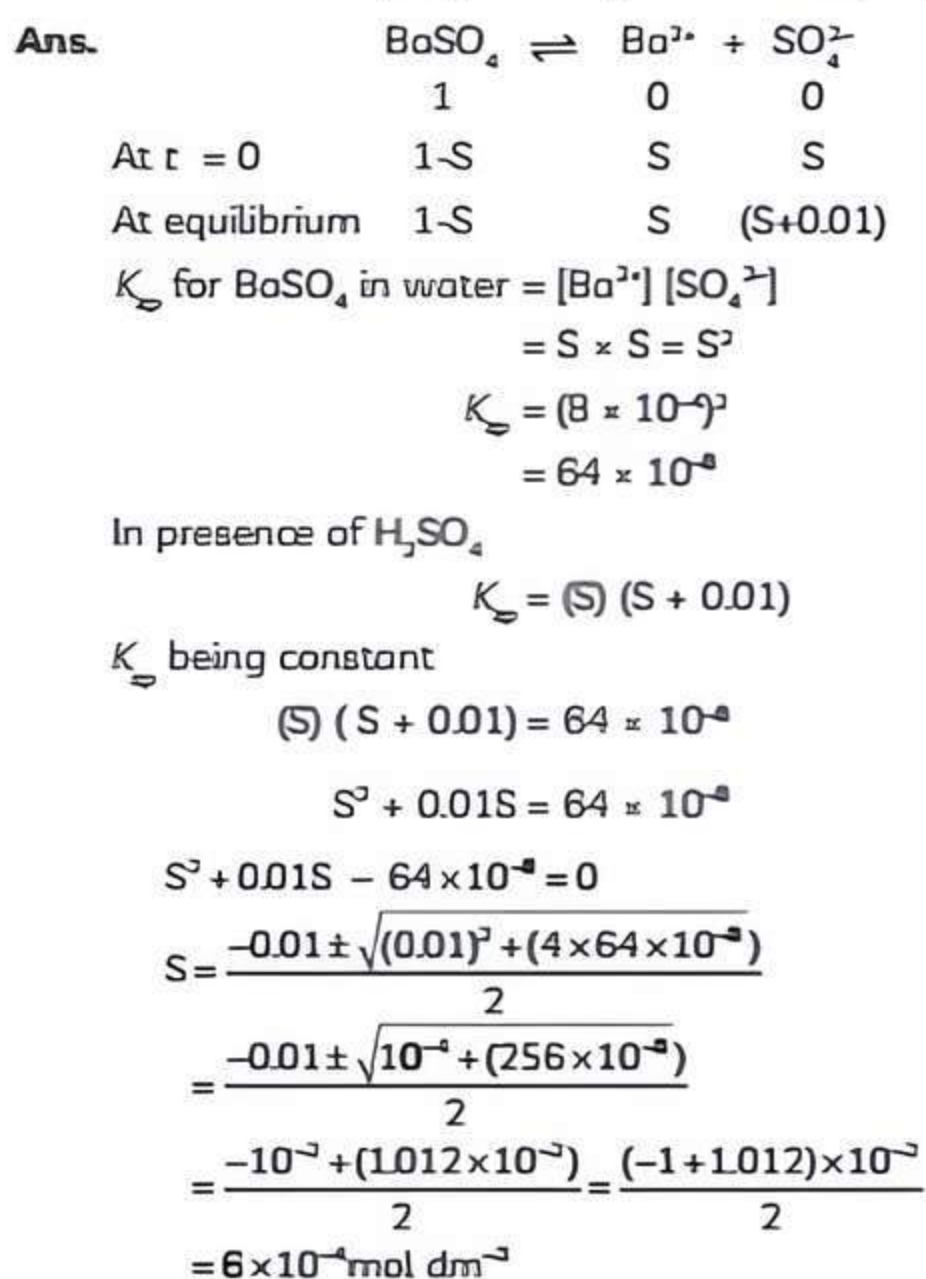 Ans. BaSO₄ ⇌ Ba²⁺ + SO₄²⁻
1 0 0
At t = 0 1-S S S
At equilibrium 1-S S (S+0.01)
Kₛₚ for BaSO₄ in water = [Ba²⁺] [SO₄²⁻]
= S × S = S²
Kₛₚ = (8 × 10⁻⁴)²
= 64 × 10⁻⁸
In presence of H₂SO₄
Kₛₚ = (S) (S + 0.01)
Kₛₚ being constant
(S) ( S + 0.01) = 64 × 10⁻⁸
S² + 0.01S = 64 × 10⁻⁸
S² + 0.01S − 64×10⁻⁸ = 0
S = (−0.01 ± √((0.01)² + (4×64×10⁻⁸))) / 2
= (−0.01 ± √(10⁻⁴ + (256×10⁻⁸))) / 2
= (−10⁻² + (1.012×10⁻²)) / 2 = ((−1+1.012)×10⁻²) / 2
= 6×10⁻⁴ mol dm⁻³